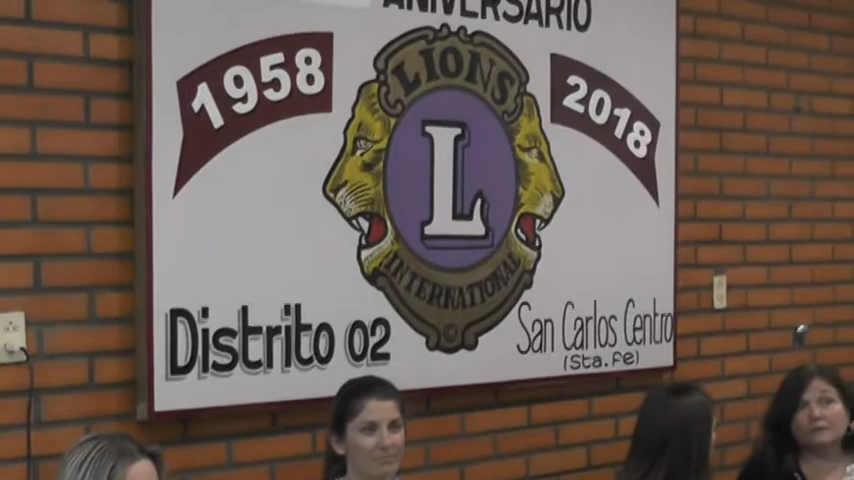 ANIVERSARIO
1958
LIONS
2018
L
INTERNATIONAL
Distrito 02
San Carlos Centro
(Sta.fe)